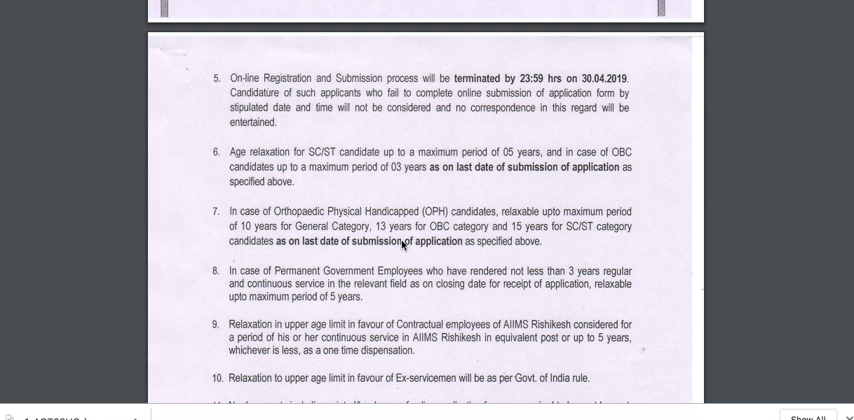 5. On-line Registration and Submission process will be terminated by 23:59 hrs on 30.04.2019.
Candidature of such applicants who fail to complete online submission of application form by
stipulated date and time will not be considered and no correspondence in this regard will be
entertained.
6. Age relaxation for SC/ST candidate up to a maximum period of 05 years, and in case of OBC
candidates up to a maximum period of 03 years as on last date of submission of application as
specified above.
7. In case of Orthopaedic Physical Handicapped (OPH) candidates, relaxable upto maximum period
of 10 years for General Category, 13 years for OBC category and 15 years for SC/ST category
candidates as on last date of submission of application as specified above.
8. In case of Permanent Government Employees who have rendered not less than 3 years regular
and continuous service in the relevant field as on closing date for receipt of application, relaxable
upto maximum period of 5 years.
9. Relaxation in upper age limit in favour of Contractual employees of AIIMS Rishikesh considered for
a period of his or her continuous service in AIIMS Rishikesh in equivalent post or up to 5 years,
whichever is less, as a one time dispensation.
10. Relaxation to upper age limit in favour of Ex-servicemen will be as per Govt. of India rule.
Show All